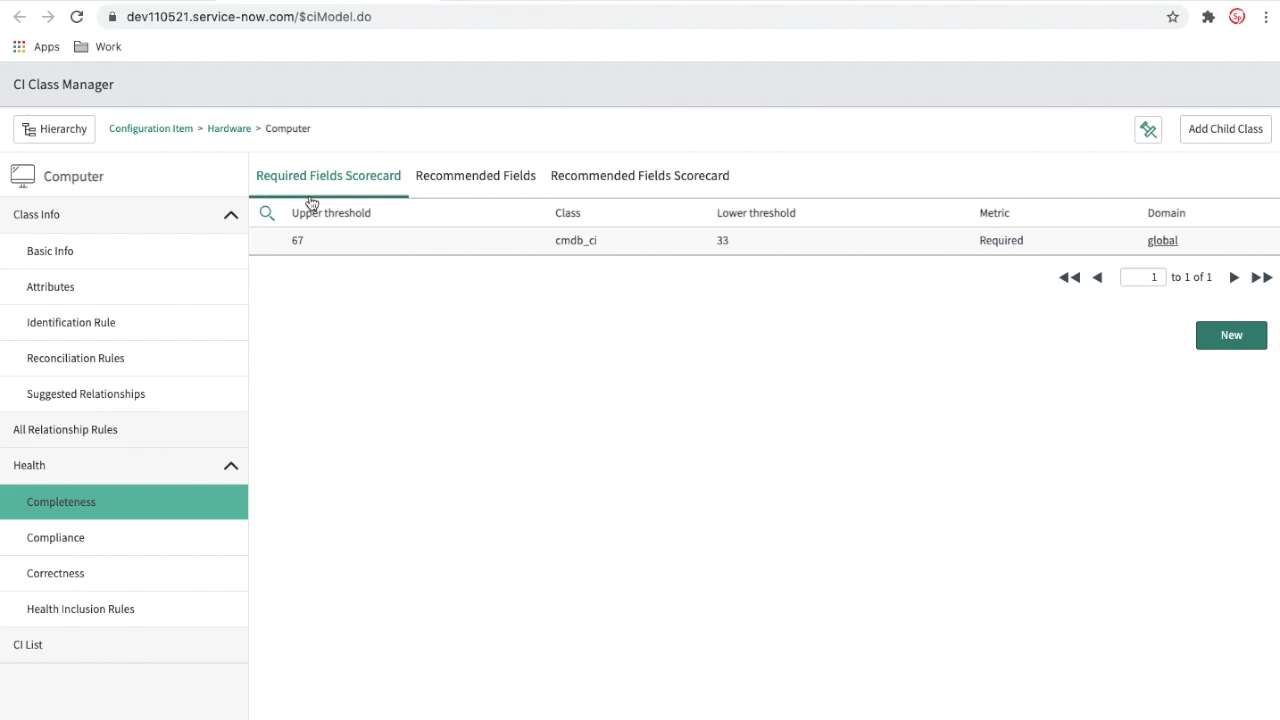 dev110521.service-now.com/$ciModel.do
Sp
Apps Work
CI Class Manager
Hierarchy Configuration Item > Hardware > Computer Add Child Class
Computer
Required Fields Scorecard Recommended Fields Recommended Fields Scorecard
Class Info
Upper threshold Class Lower threshold Metric Domain
67 cmdb_ci 33 Required global
Basic Info
1 to 1 of 1
Attributes
Identification Rule
New
Reconciliation Rules
Suggested Relationships
All Relationship Rules
Health
Completeness
Compliance
Correctness
Health Inclusion Rules
CI List